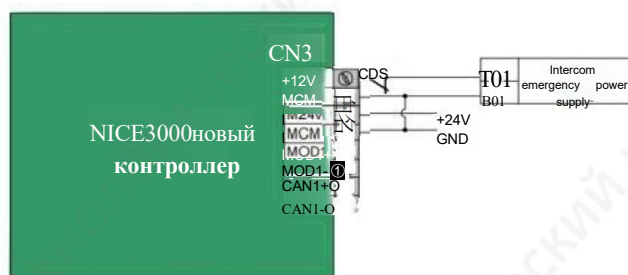 CN3
+12V
MCM
M24V
MCM
MOD1+
MOD1-
CAN1+O
CAN1-O
NICE3000новый
контроллер
CDS
+24V
GND
T01
B01
Intercom
emergency power
supply